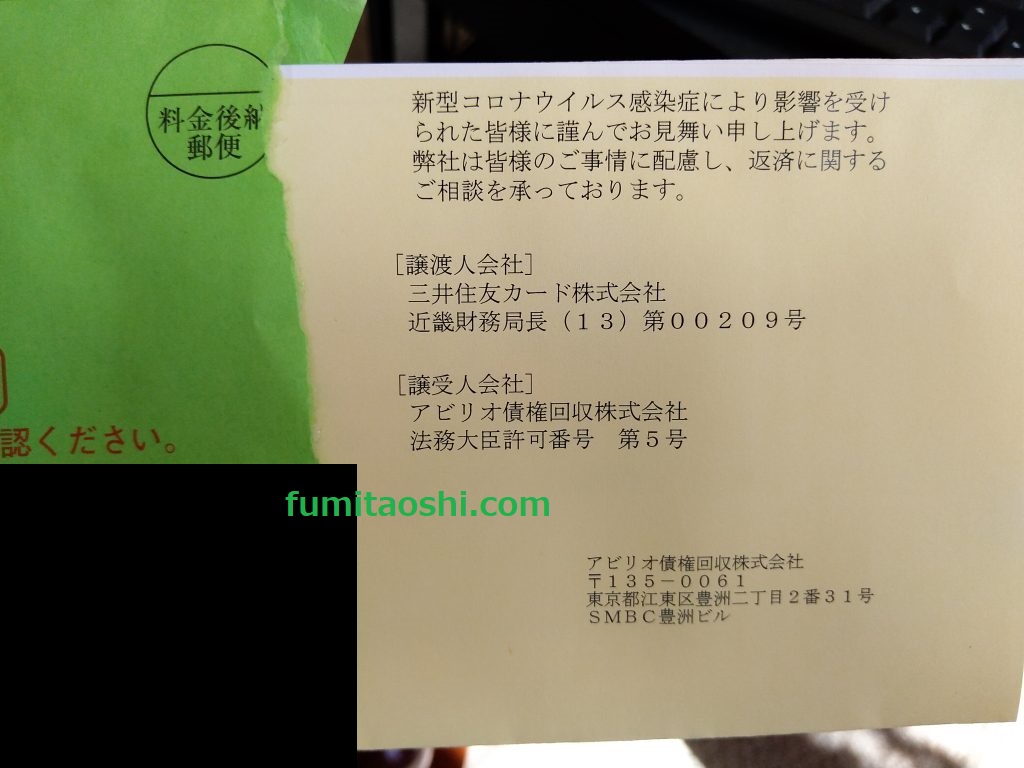 料金後納
郵便
認ください。
新型コロナウイルス感染症により影響を受け
られた皆様に謹んでお見舞い申し上げます。
弊社は皆様のご事情に配慮し、返済に関する
ご相談を承っております。
［譲渡人会社］
三井住友カード株式会社
近畿財務局長（１３）第００２０９号
［譲受人会社］
アビリオ債権回収株式会社
法務大臣許可番号　第５号
fumitaoshi.com
アビリオ債権回収株式会社
〒１３５－００６１
東京都江東区豊洲二丁目２番３１号
ＳＭＢＣ豊洲ビル